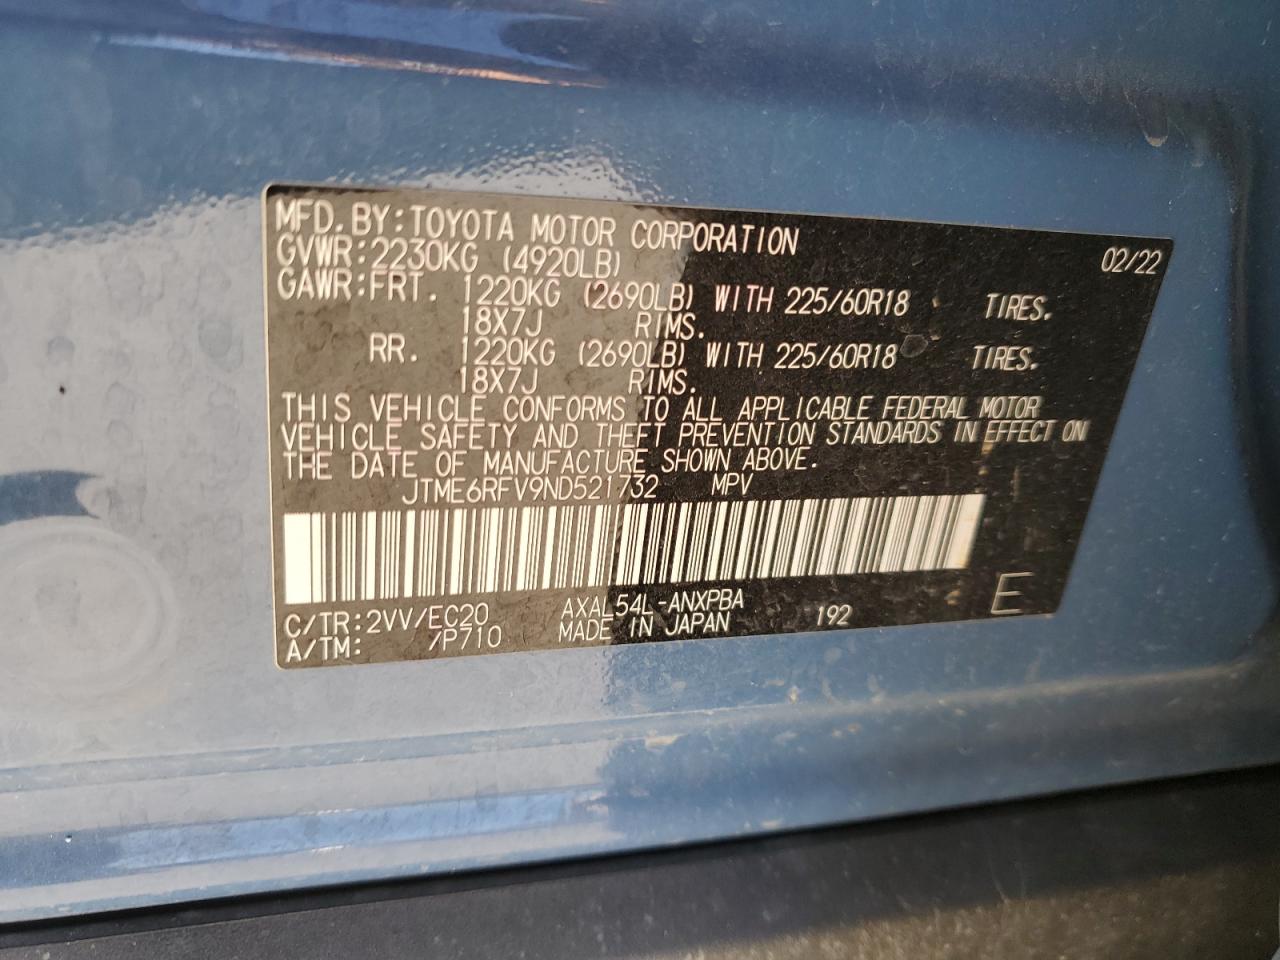 MFD. BY: TOYOTA MOTOR CORPORATION 02/22
GVWR: 2230KG (4920LB)
GAWR: FRT. 1220KG (2690LB) WITH 225/60R18 TIRES.
18X7J RIMS.
RR. 1220KG (2690LB) WITH 225/60R18 TIRES.
18X7J RIMS.
THIS VEHICLE CONFORMS TO ALL APPLICABLE FEDERAL MOTOR
VEHICLE SAFETY AND THEFT PREVENTION STANDARDS IN EFFECT ON
THE DATE OF MANUFACTURE SHOWN ABOVE.
JTME6RFV9ND521732 MPV
C/TR: 2VV/EC20 AXAL54L-ANXPBA 192 E
A/TM: /P710 MADE IN JAPAN